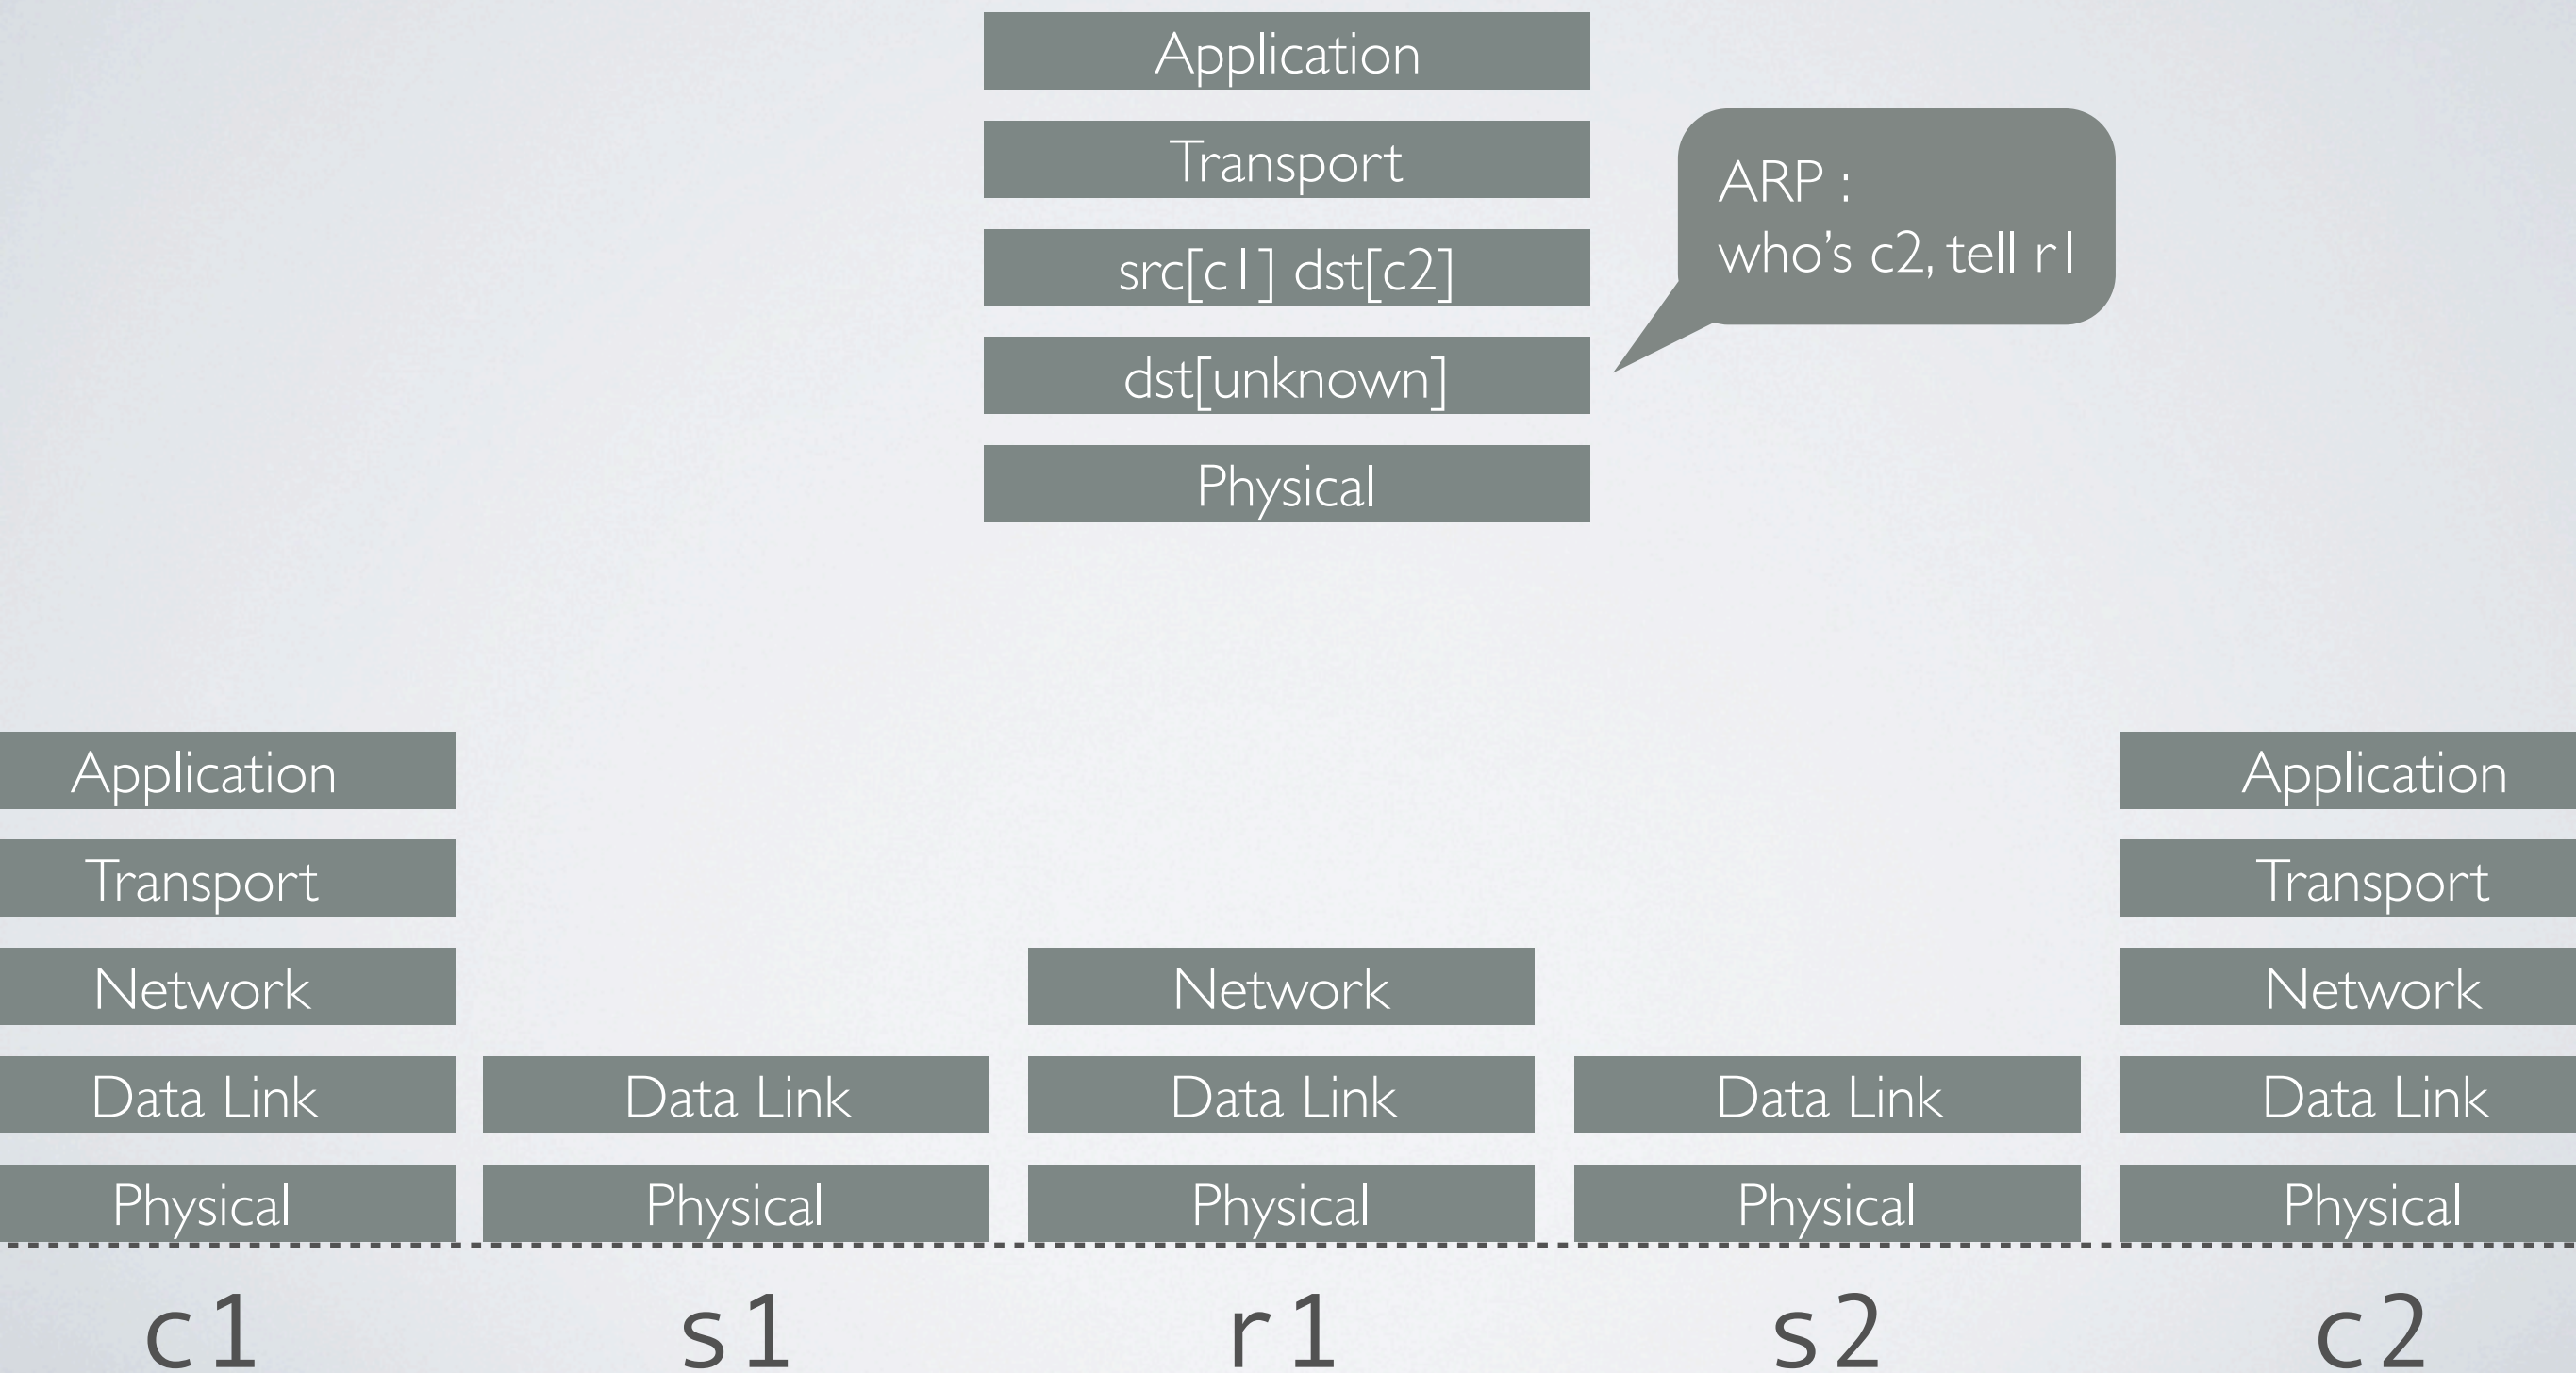 Application
Transport
src[c1] dst[c2]
dst[unknown]
Physical
ARP :
who's c2, tell r1
Application
Transport
Network
Data Link
Physical
Data Link
Physical
Network
Data Link
Physical
Data Link
Physical
Application
Transport
Network
Data Link
Physical
c1
s1
r1
s2
c2